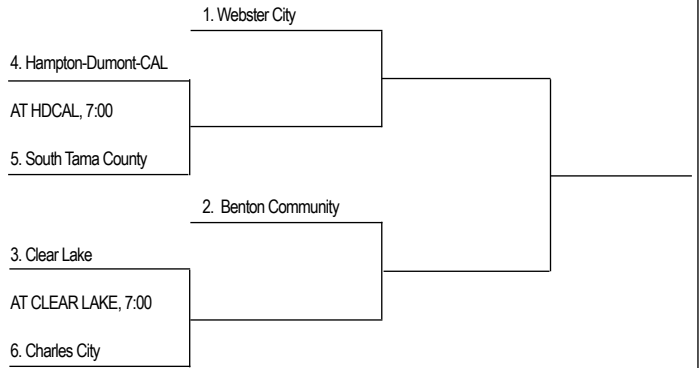 1. Webster City
4. Hampton-Dumont-CAL
AT HDCAL, 7:00
5. South Tama County
2. Benton Community
3. Clear Lake
AT CLEAR LAKE, 7:00
6. Charles City